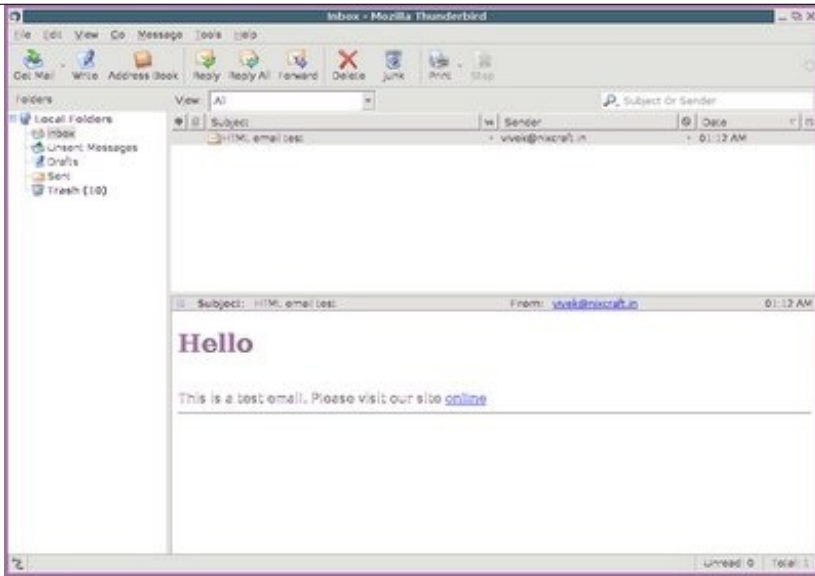 Inbox - Mozilla Thunderbird
File Edit View Go Message Tools Help
Get Mail Write Address Book Reply Reply All Forward Delete Junk Print Stop
Folders
View: All
Subject Or Sender
Local Folders
Inbox
Unsent Messages
Drafts
Sent
Trash (10)
Subject Sender Date
HTML email test vivek@nixcraft.in 01:12 AM
Subject: HTML email test From: vivek@nixcraft.in 01:12 AM
Hello
This is a test email. Please visit our site online
Unread: 0 Total: 1